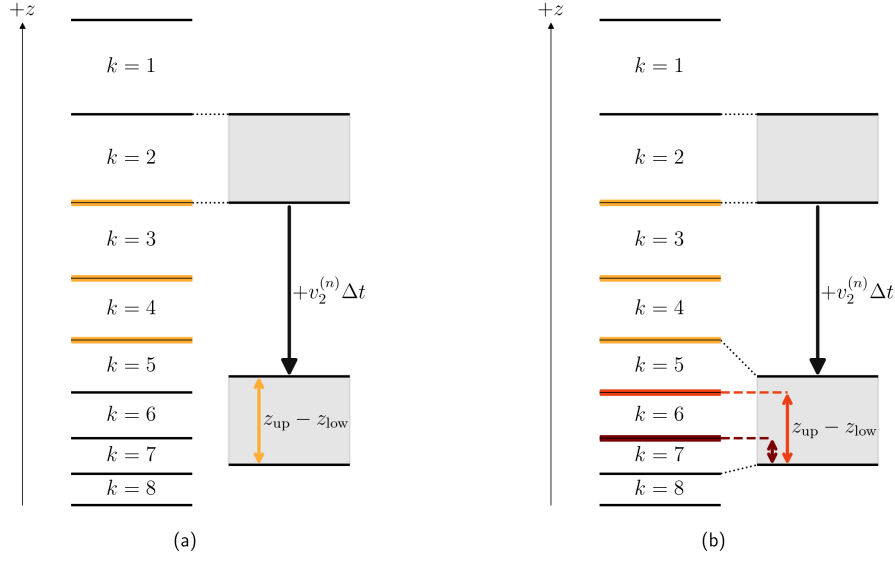 +z
k = 1
k = 2
k = 3
k = 4
k = 5
k = 6
k = 7
k = 8
+v_2^{(n)}Δt
z_up − z_low
(a)
+z
k = 1
k = 2
k = 3
k = 4
k = 5
k = 6
k = 7
k = 8
+v_2^{(n)}Δt
z_up − z_low
(b)